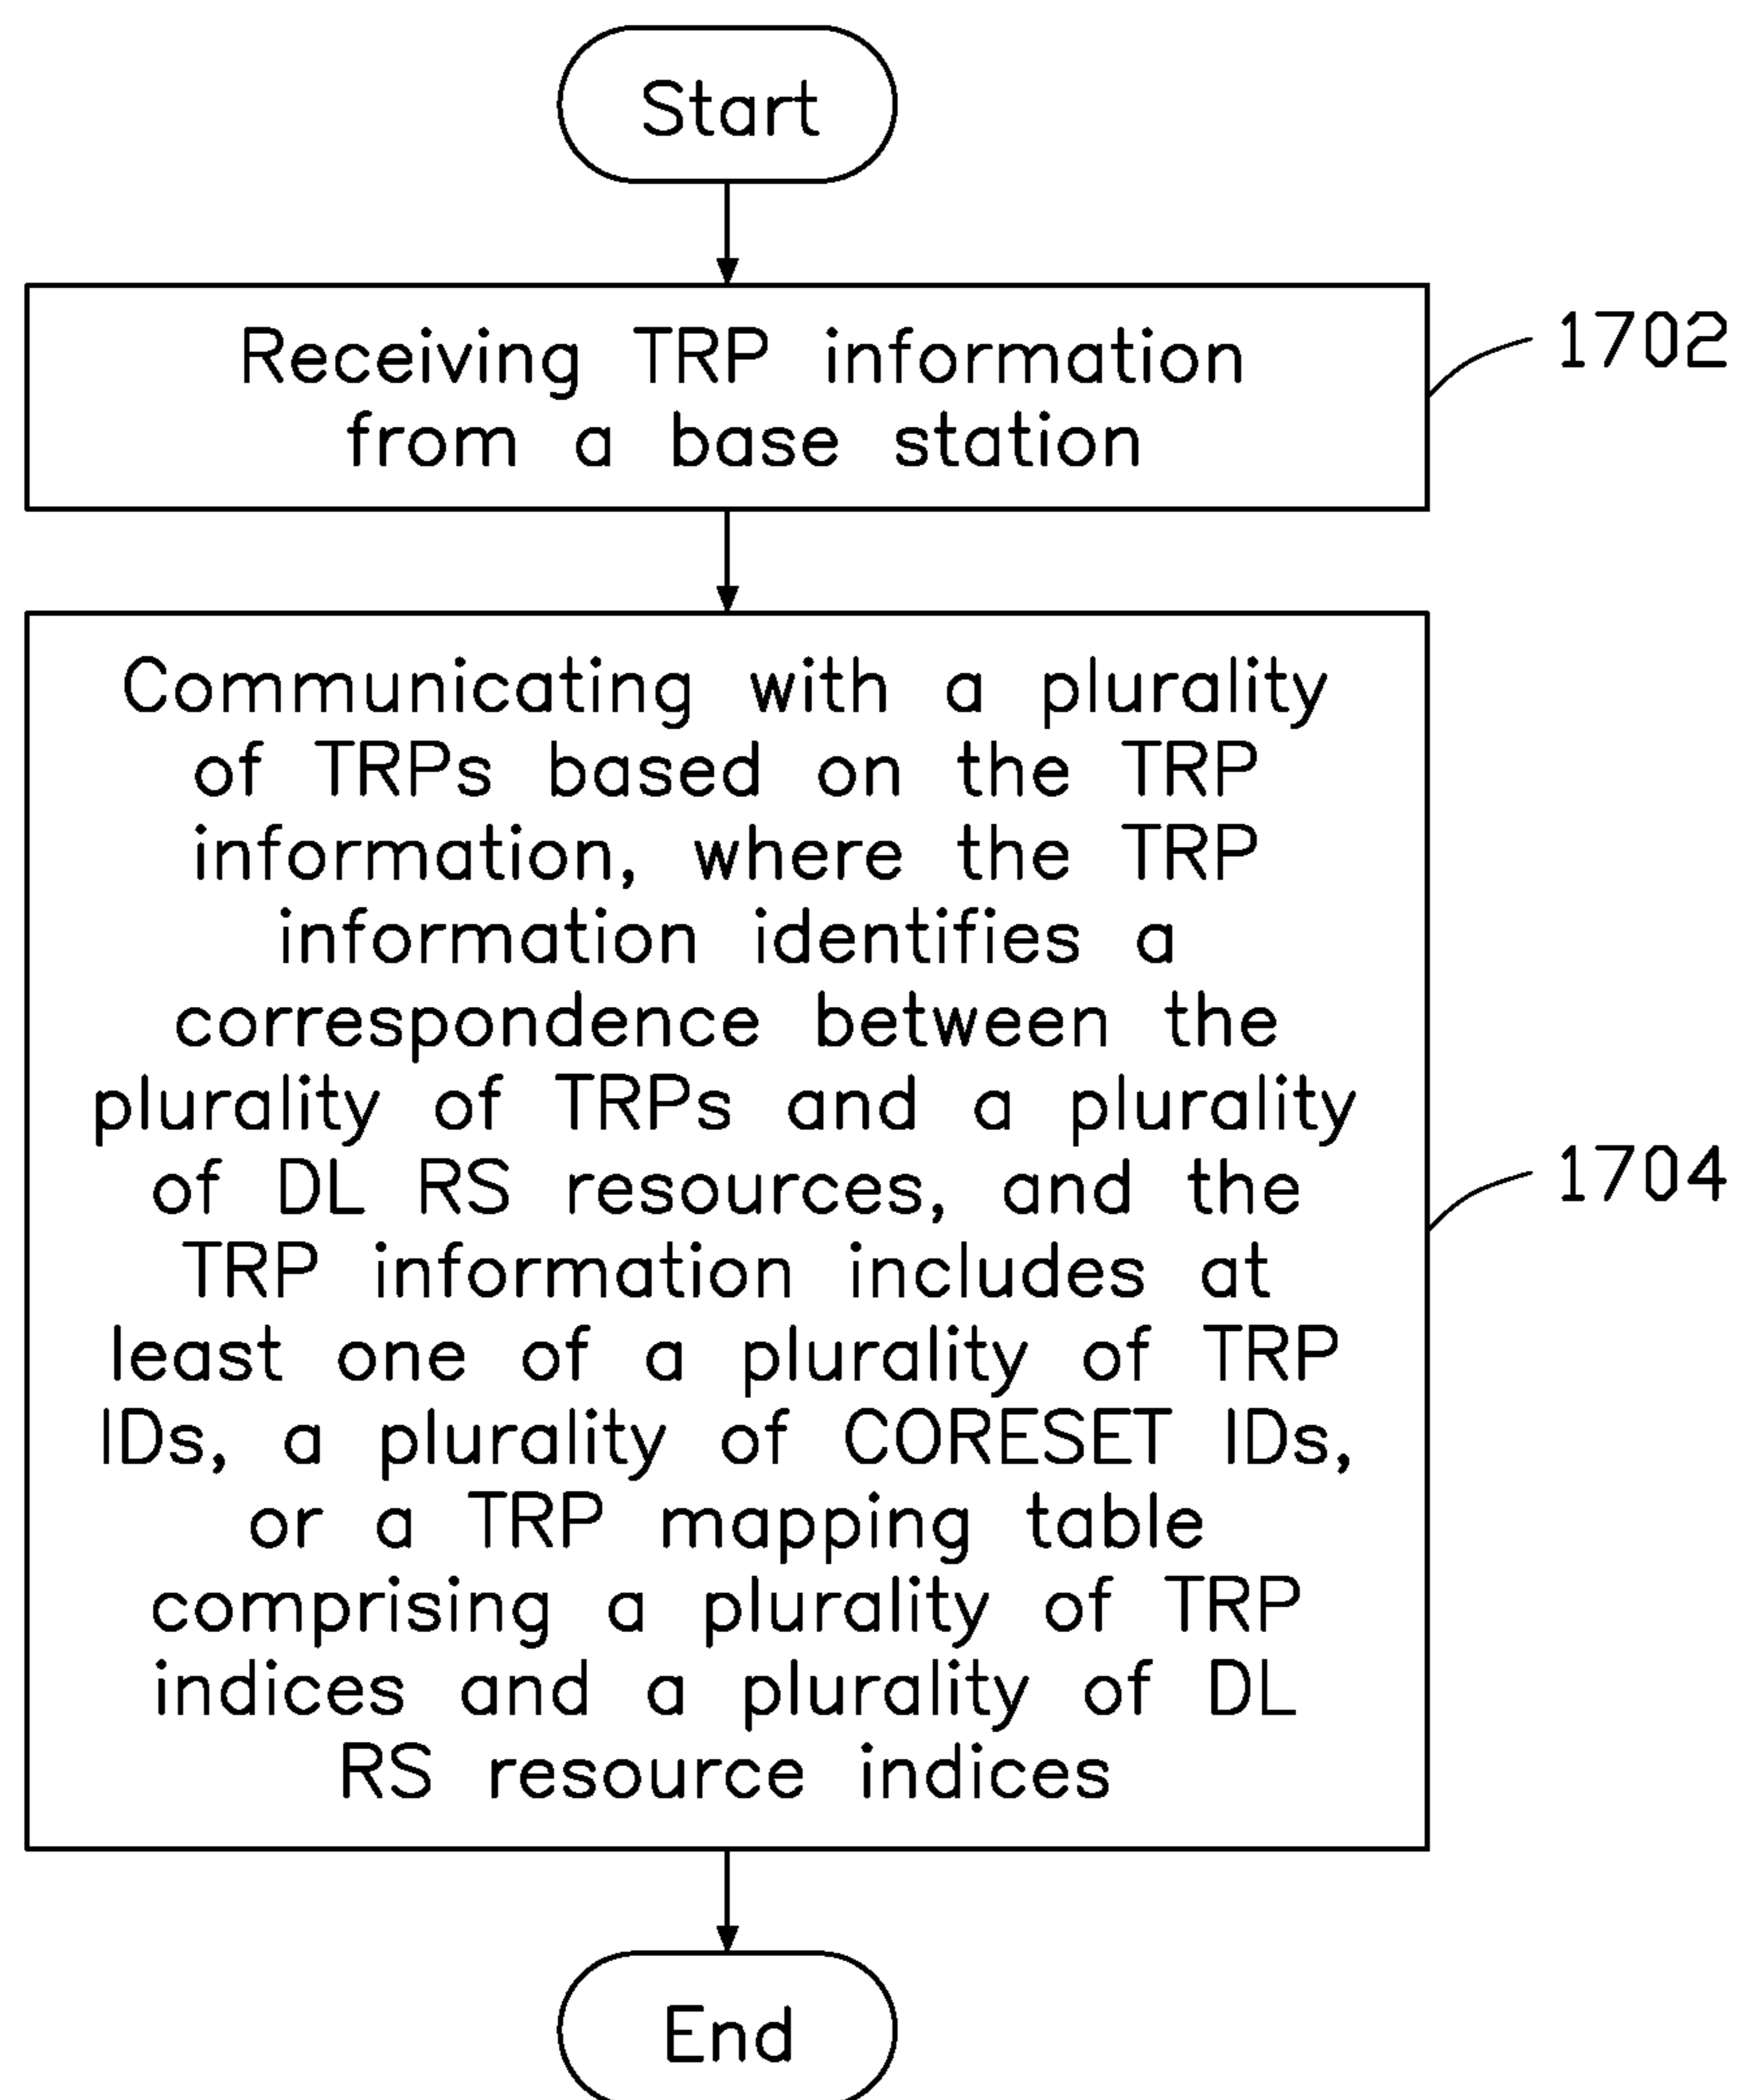 Start
Receiving TRP information
from a base station
1702
Communicating with a plurality
of TRPs based on the TRP
information, where the TRP
information identifies a
correspondence between the
plurality of TRPs and a plurality
of DL RS resources, and the
TRP information includes at
least one of a plurality of TRP
IDs, a plurality of CORESET IDs,
or a TRP mapping table
comprising a plurality of TRP
indices and a plurality of DL
RS resource indices
1704
End